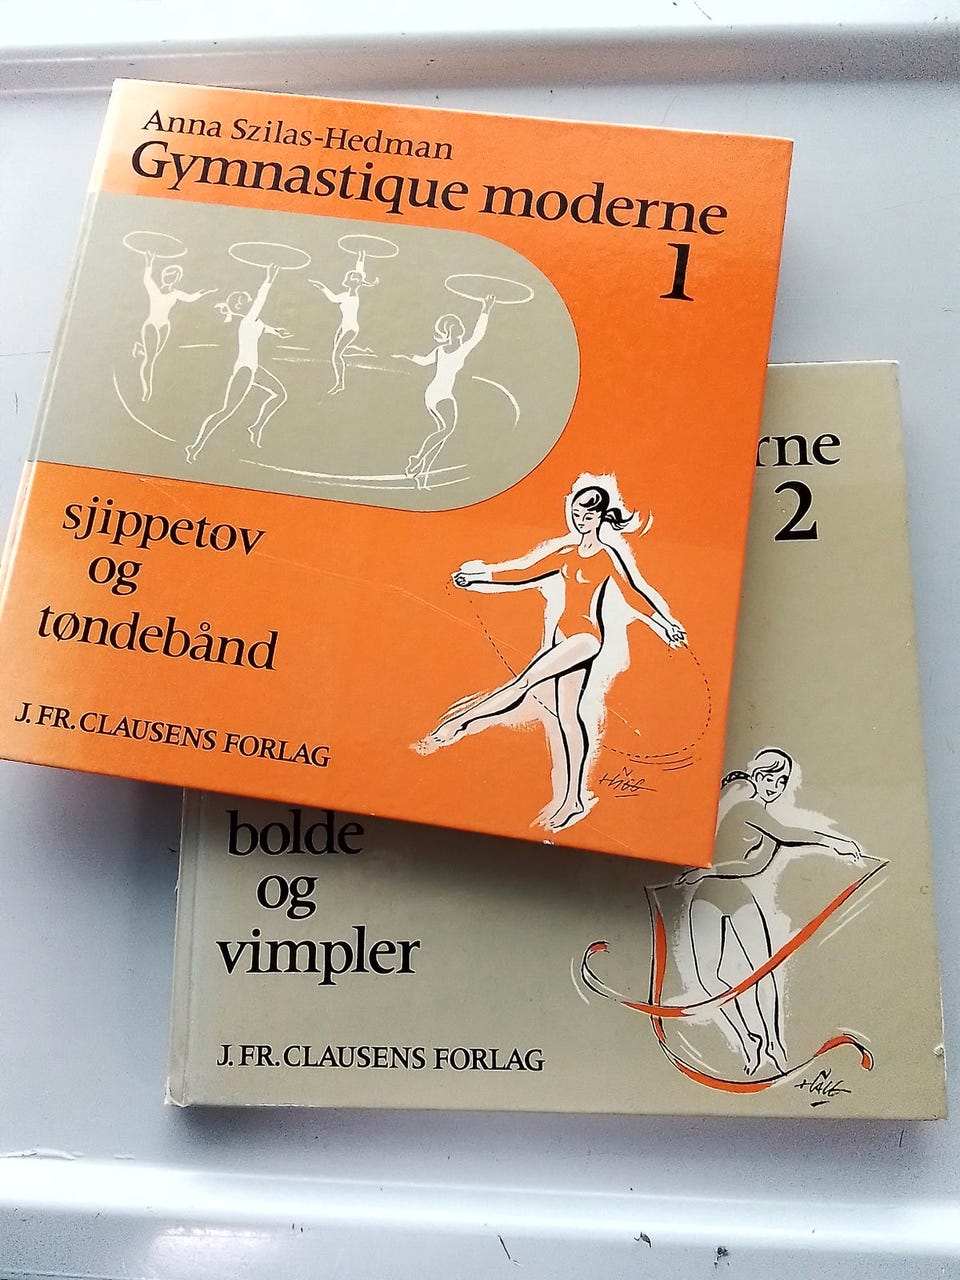 Anna Szilas-Hedman
Gymnastique moderne
1
sjippetov
og
tøndebånd
J. FR. CLAUSENS FORLAG
rne
2
bolde
og
vimpler
J. FR. CLAUSENS FORLAG